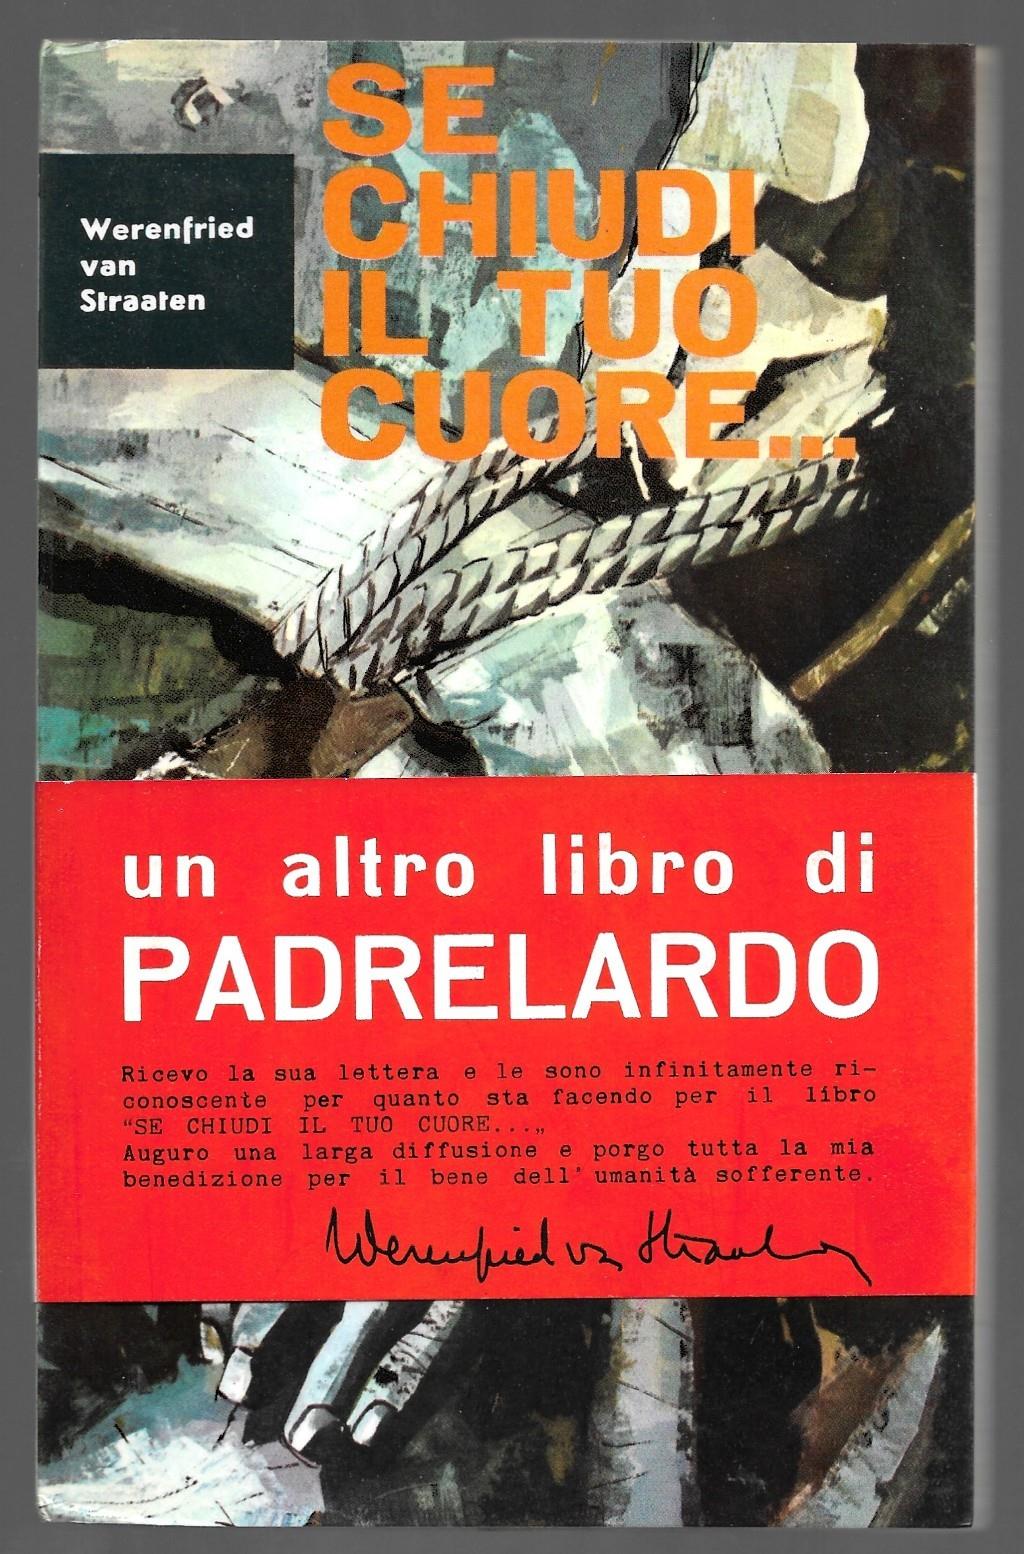 SE
CHIUDI
IL TUO
CUORE...
Werenfried
van
Straaten
un altro libro di
PADRELARDO
Ricevo la sua lettera e le sono infinitamente ri-
conoscente per quanto sta facendo per il libro
“SE CHIUDI IL TUO CUORE...„
Auguro una larga diffusione e porgo tutta la mia
benedizione per il bene dell'umanità sofferente.
Werenfried van Straaten